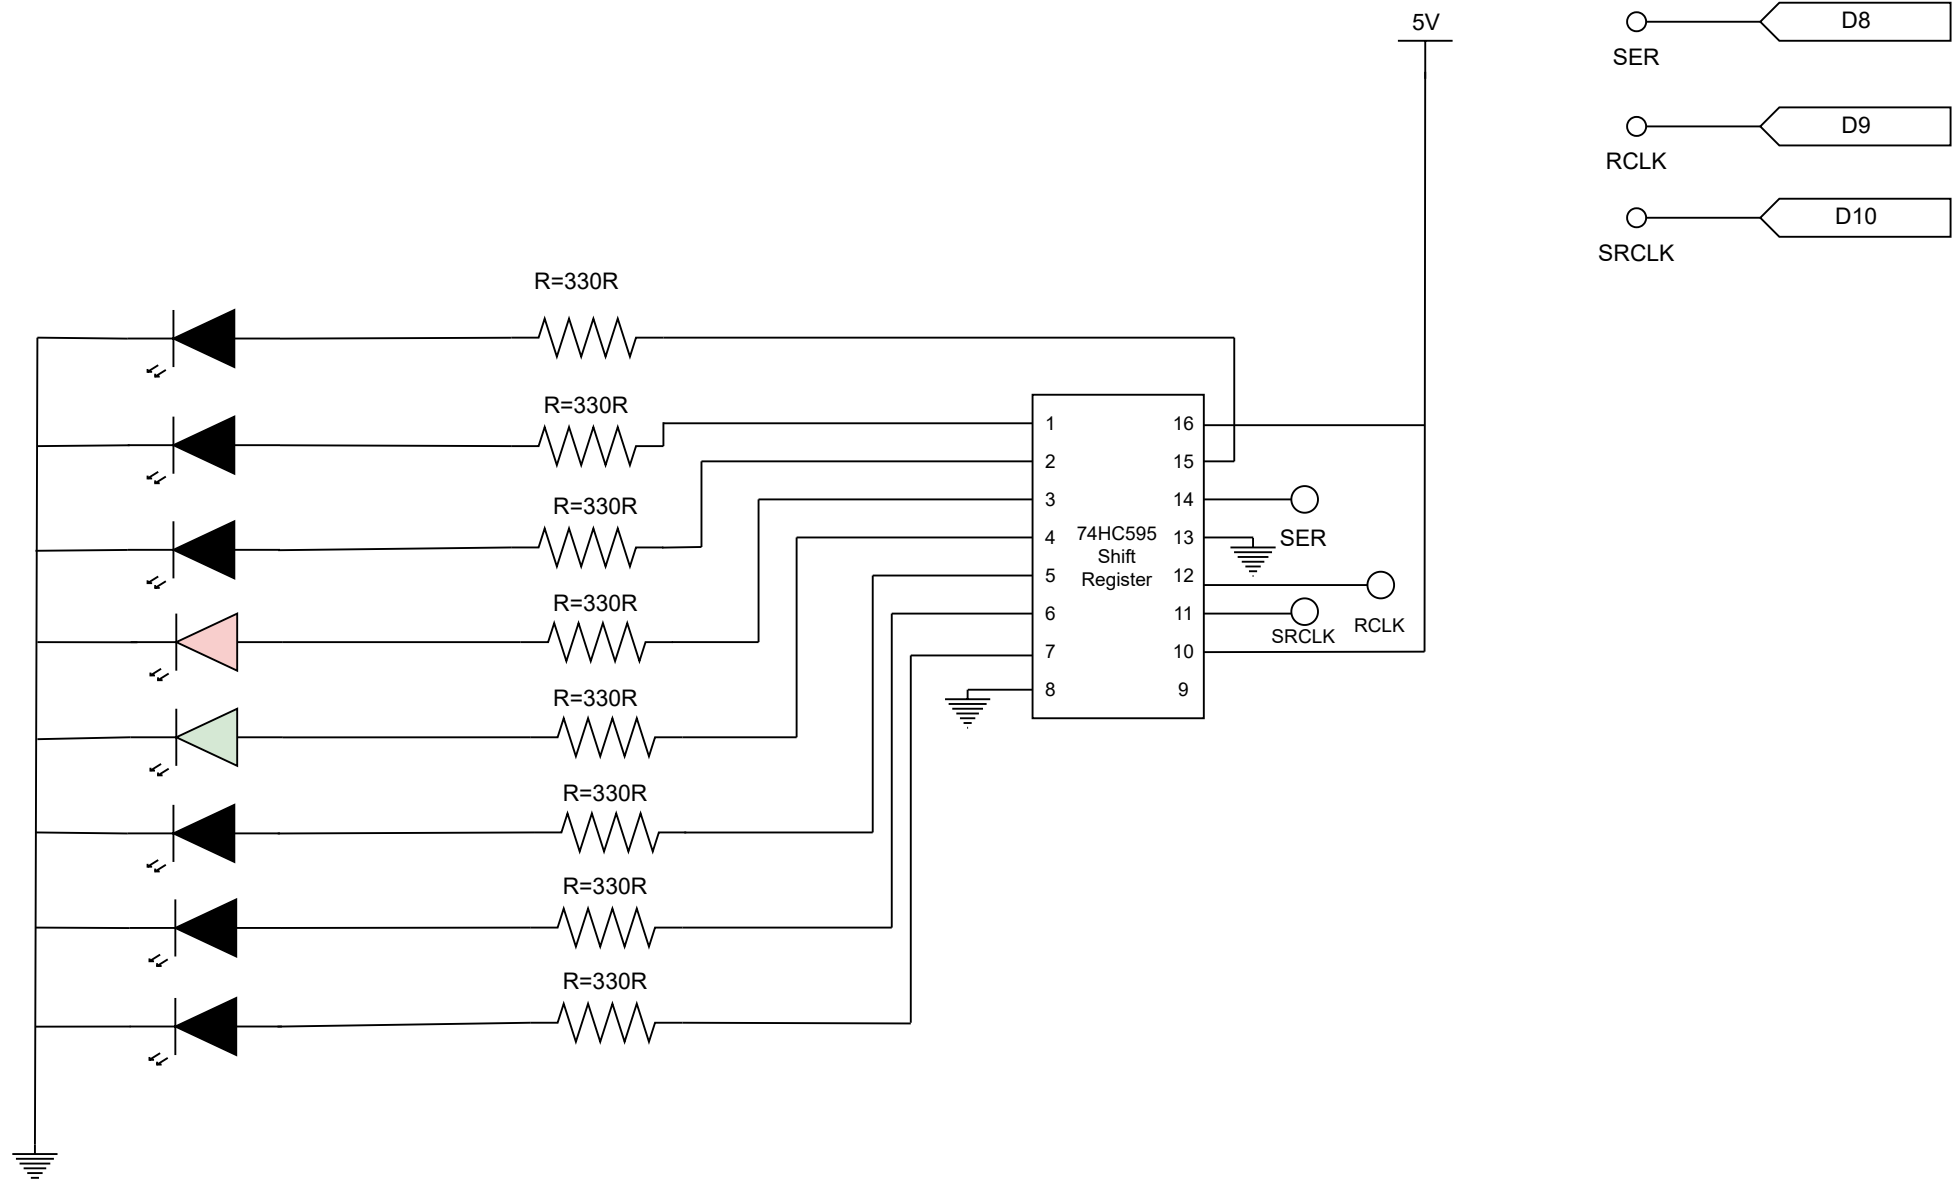 5V
D8
SER
D9
RCLK
D10
SRCLK
R=330R
R=330R
R=330R
R=330R
R=330R
R=330R
R=330R
R=330R
1 16
2 15
3 14
4 13
5 12
6 11
7 10
8 9
74HC595
Shift
Register
SER
SRCLK
RCLK